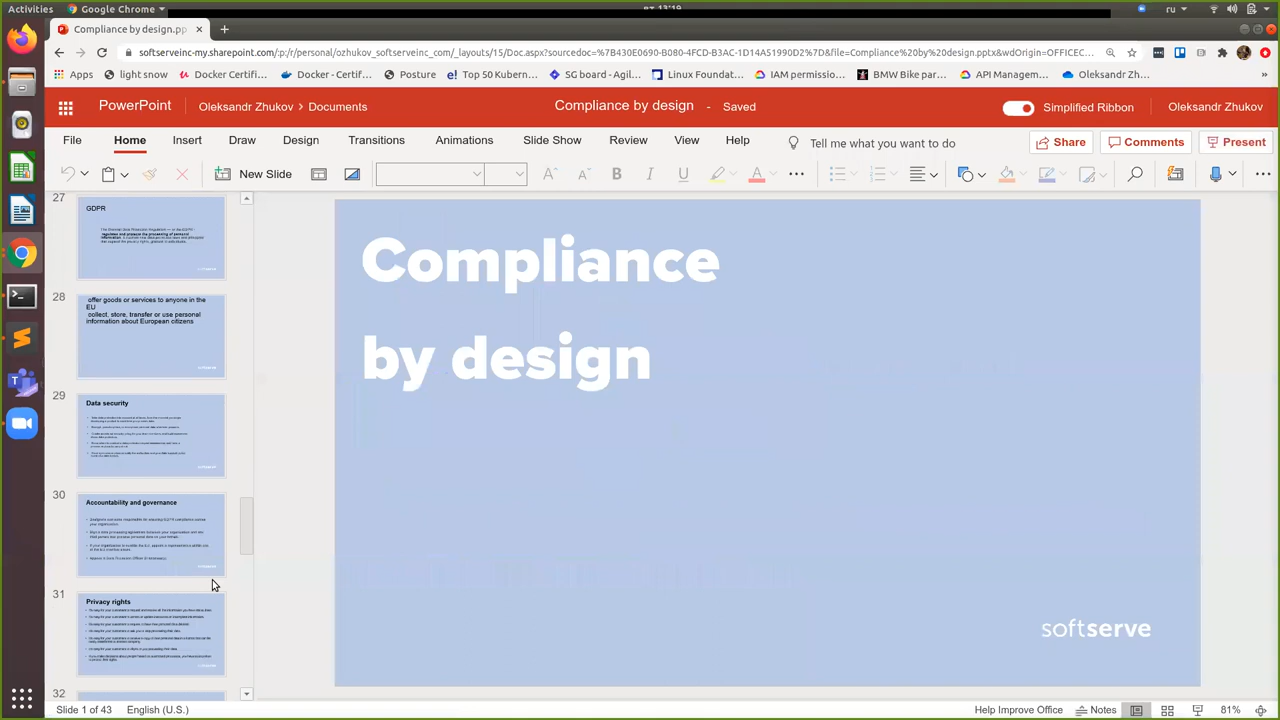 Activities
Google Chrome
вт 13:19
ru
Compliance by design.pp
softserveinc-my.sharepoint.com/:p:/r/personal/ozhukov_softserveinc_com/_layouts/15/Doc.aspx?sourcedoc=%7B430E0690-B080-4FCD-B3AC-1D14A51990D2%7D&file=Compliance %20by%20design.pptx&wdOrigin=OFFICEC...
Apps
light snow
Docker Certif...
Docker - Certif...
Posture
Top 50 Kubern...
SG board - Agil...
Linux Foundat...
IAM permissio...
BMW Bike par...
API Managem...
Oleksandr Zh...
PowerPoint
Oleksandr Zhukov > Documents
Compliance by design - Saved
Simplified Ribbon
Oleksandr Zhukov
File
Home
Insert
Draw
Design
Transitions
Animations
Slide Show
Review
View
Help
Tell me what you want to do
Share
Comments
Present
New Slide
27
GDPR
28
offer goods or services to anyone in the
EU
collect, store, transfer or use personal
information about European citizens
29
Data security
30
Accountability and governance
31
Privacy rights
32
Compliance
by design
softserve
Slide 1 of 43
English (U.S.)
Help Improve Office
Notes
81%